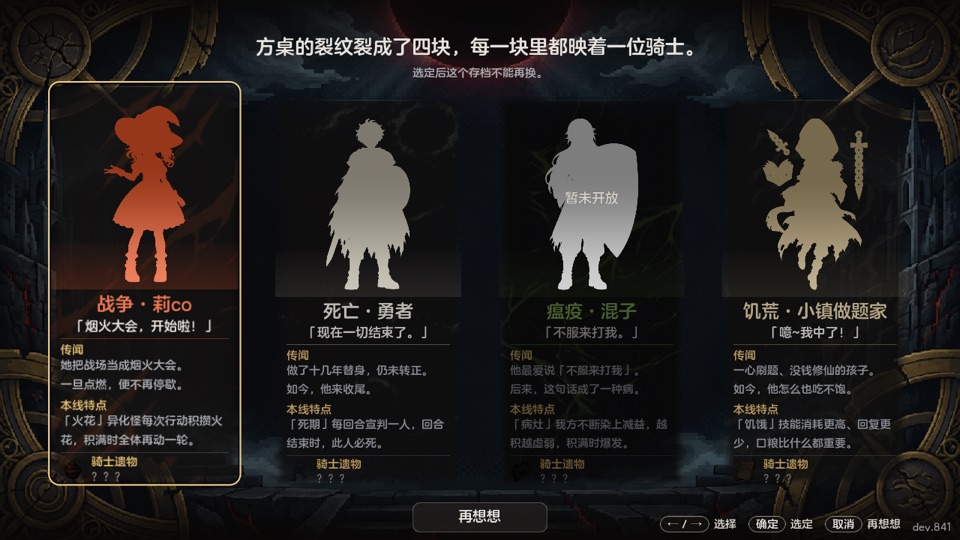 方桌的裂纹裂成了四块，每一块里都映着一位骑士。
选定后这个存档不能再换。
战争·莉co
「烟火大会，开始啦！」
传闻
她把战场当成烟火大会。
一旦点燃，便不再停歇。
本线特点
「火花」异化怪每次行动积攒火
花，积满时全体再动一轮。
骑士遗物
？？？
死亡·勇者
「现在一切结束了。」
传闻
做了十几年替身，仍未转正。
如今，他来收尾。
本线特点
「死期」每回合宣判一人，回合
结束时，此人必死。
骑士遗物
？？？
暂未开放
瘟疫·混子
「不服来打我。」
传闻
他最爱说「不服来打我」。
后来，这句话成了一种病。
本线特点
「病灶」我方不断染上减益，越
积越虚弱，积满时爆发。
骑士遗物
？？？
饥荒·小镇做题家
「噫~我中了！」
传闻
一心刷题、没钱修仙的孩子。
如今，他怎么也吃不饱。
本线特点
「饥饿」技能消耗更高、回复更
少，口粮比什么都重要。
骑士遗物
？？？
再想想
←/→ 选择 确定 选定 取消 再想想
dev.841